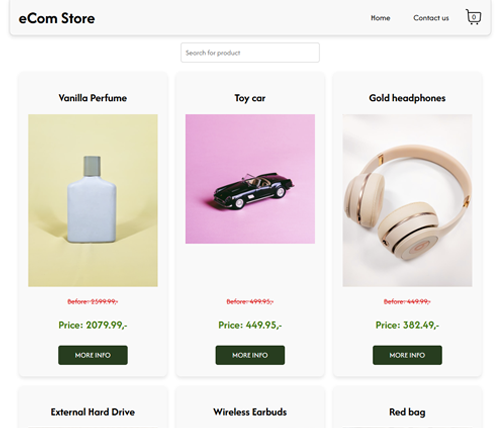 eCom Store
Home
Contact us
0
Search for product
Vanilla Perfume
Toy car
Gold headphones
Before: 2599.99,-
Before: 499.95,-
Before: 449.99,-
Price: 2079.99,-
Price: 449.95,-
Price: 382.49,-
MORE INFO
MORE INFO
MORE INFO
External Hard Drive
Wireless Earbuds
Red bag